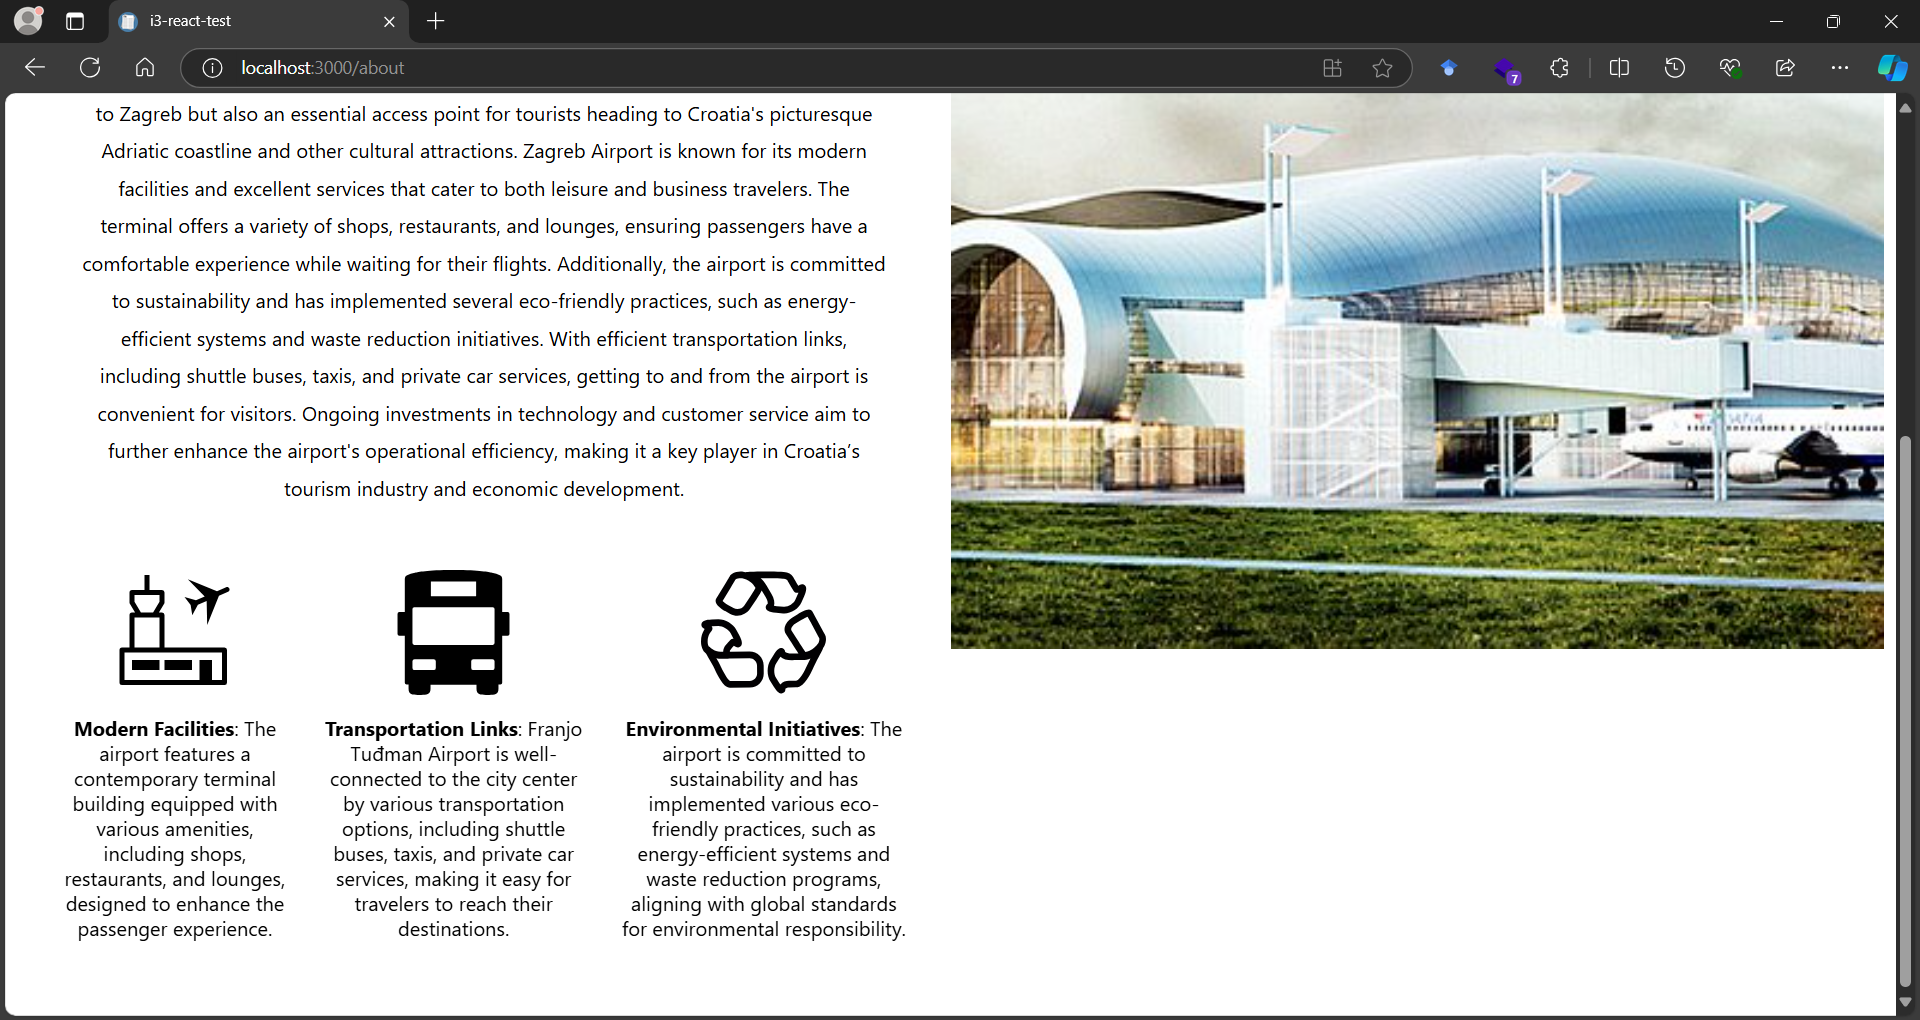 i3-react-test
localhost:3000/about
7
to Zagreb but also an essential access point for tourists heading to Croatia's picturesque
Adriatic coastline and other cultural attractions. Zagreb Airport is known for its modern
facilities and excellent services that cater to both leisure and business travelers. The
terminal offers a variety of shops, restaurants, and lounges, ensuring passengers have a
comfortable experience while waiting for their flights. Additionally, the airport is committed
to sustainability and has implemented several eco-friendly practices, such as energy-
efficient systems and waste reduction initiatives. With efficient transportation links,
including shuttle buses, taxis, and private car services, getting to and from the airport is
convenient for visitors. Ongoing investments in technology and customer service aim to
further enhance the airport's operational efficiency, making it a key player in Croatia’s
tourism industry and economic development.
Modern Facilities: The
airport features a
contemporary terminal
building equipped with
various amenities,
including shops,
restaurants, and lounges,
designed to enhance the
passenger experience.
Transportation Links: Franjo
Tuđman Airport is well-
connected to the city center
by various transportation
options, including shuttle
buses, taxis, and private car
services, making it easy for
travelers to reach their
destinations.
Environmental Initiatives: The
airport is committed to
sustainability and has
implemented various eco-
friendly practices, such as
energy-efficient systems and
waste reduction programs,
aligning with global standards
for environmental responsibility.